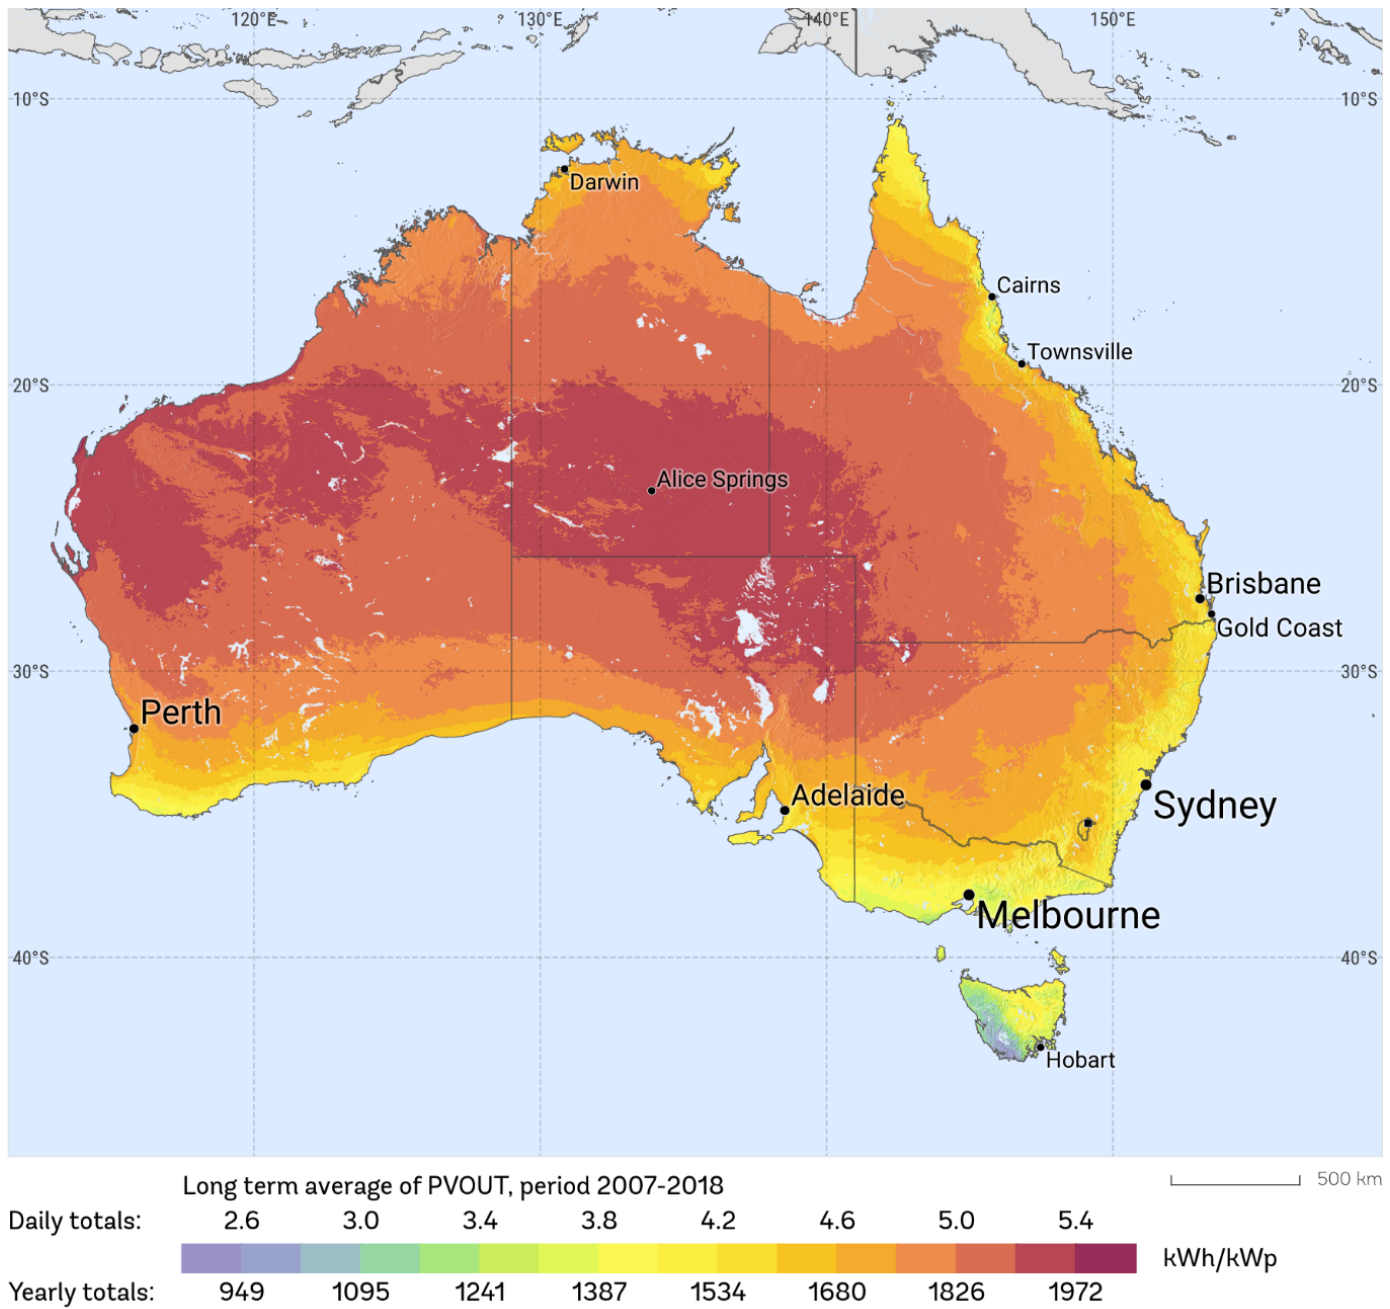 120°E 130°E 140°E 150°E
10°S 10°S
Darwin
Cairns
Townsville
20°S 20°S
Alice Springs
Brisbane
Gold Coast
30°S 30°S
Perth
Adelaide
Sydney
Melbourne
40°S 40°S
Hobart
Long term average of PVOUT, period 2007-2018
500 km
Daily totals: 2.6 3.0 3.4 3.8 4.2 4.6 5.0 5.4
kWh/kWp
Yearly totals: 949 1095 1241 1387 1534 1680 1826 1972